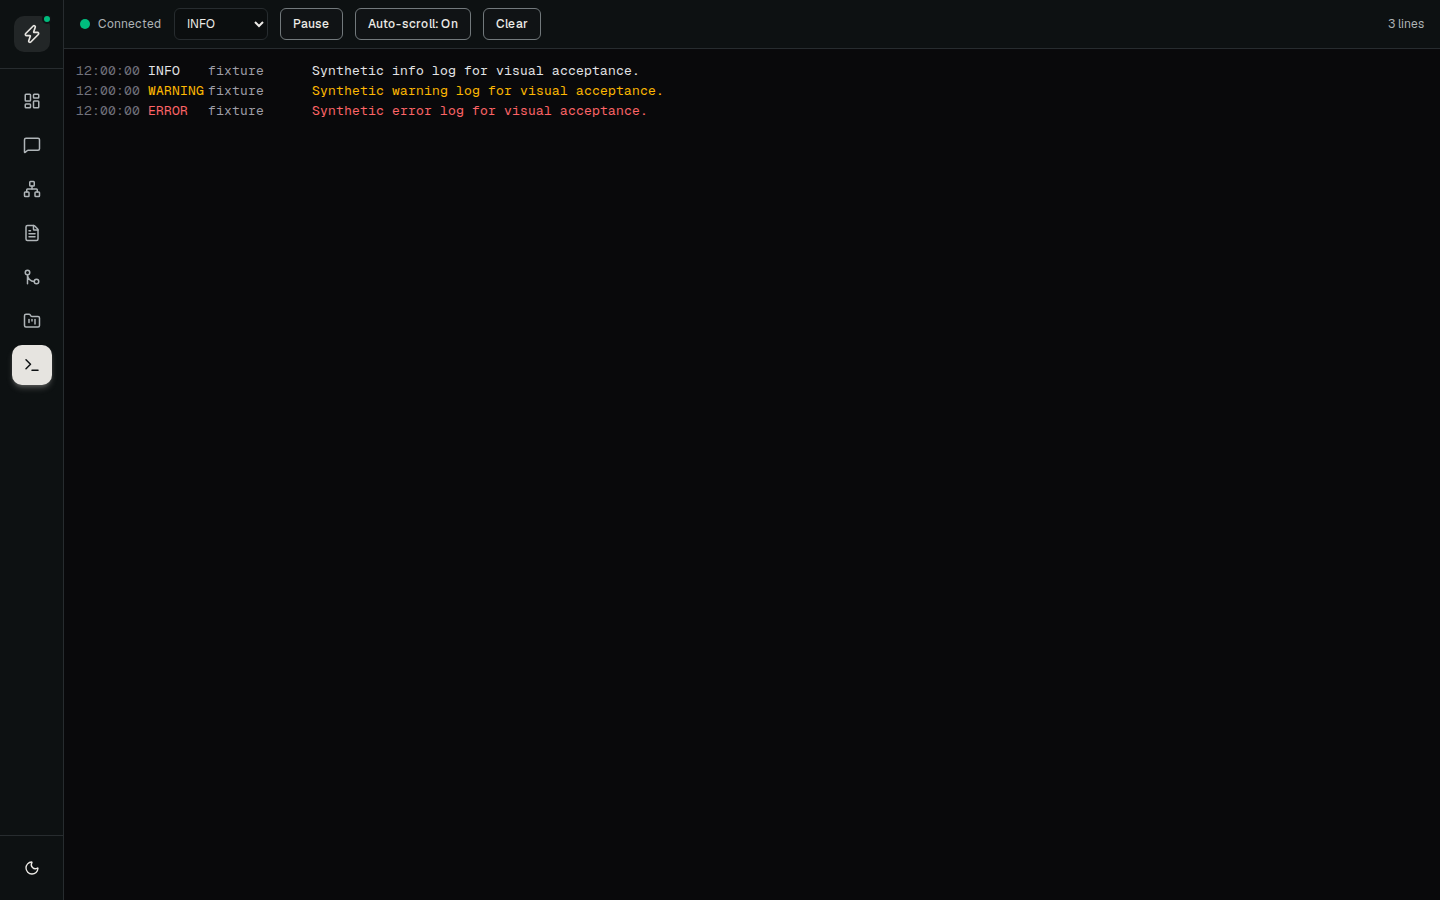 Connected INFO Pause Auto-scroll: On Clear 3 lines
12:00:00 INFO fixture Synthetic info log for visual acceptance.
12:00:00 WARNING fixture Synthetic warning log for visual acceptance.
12:00:00 ERROR fixture Synthetic error log for visual acceptance.